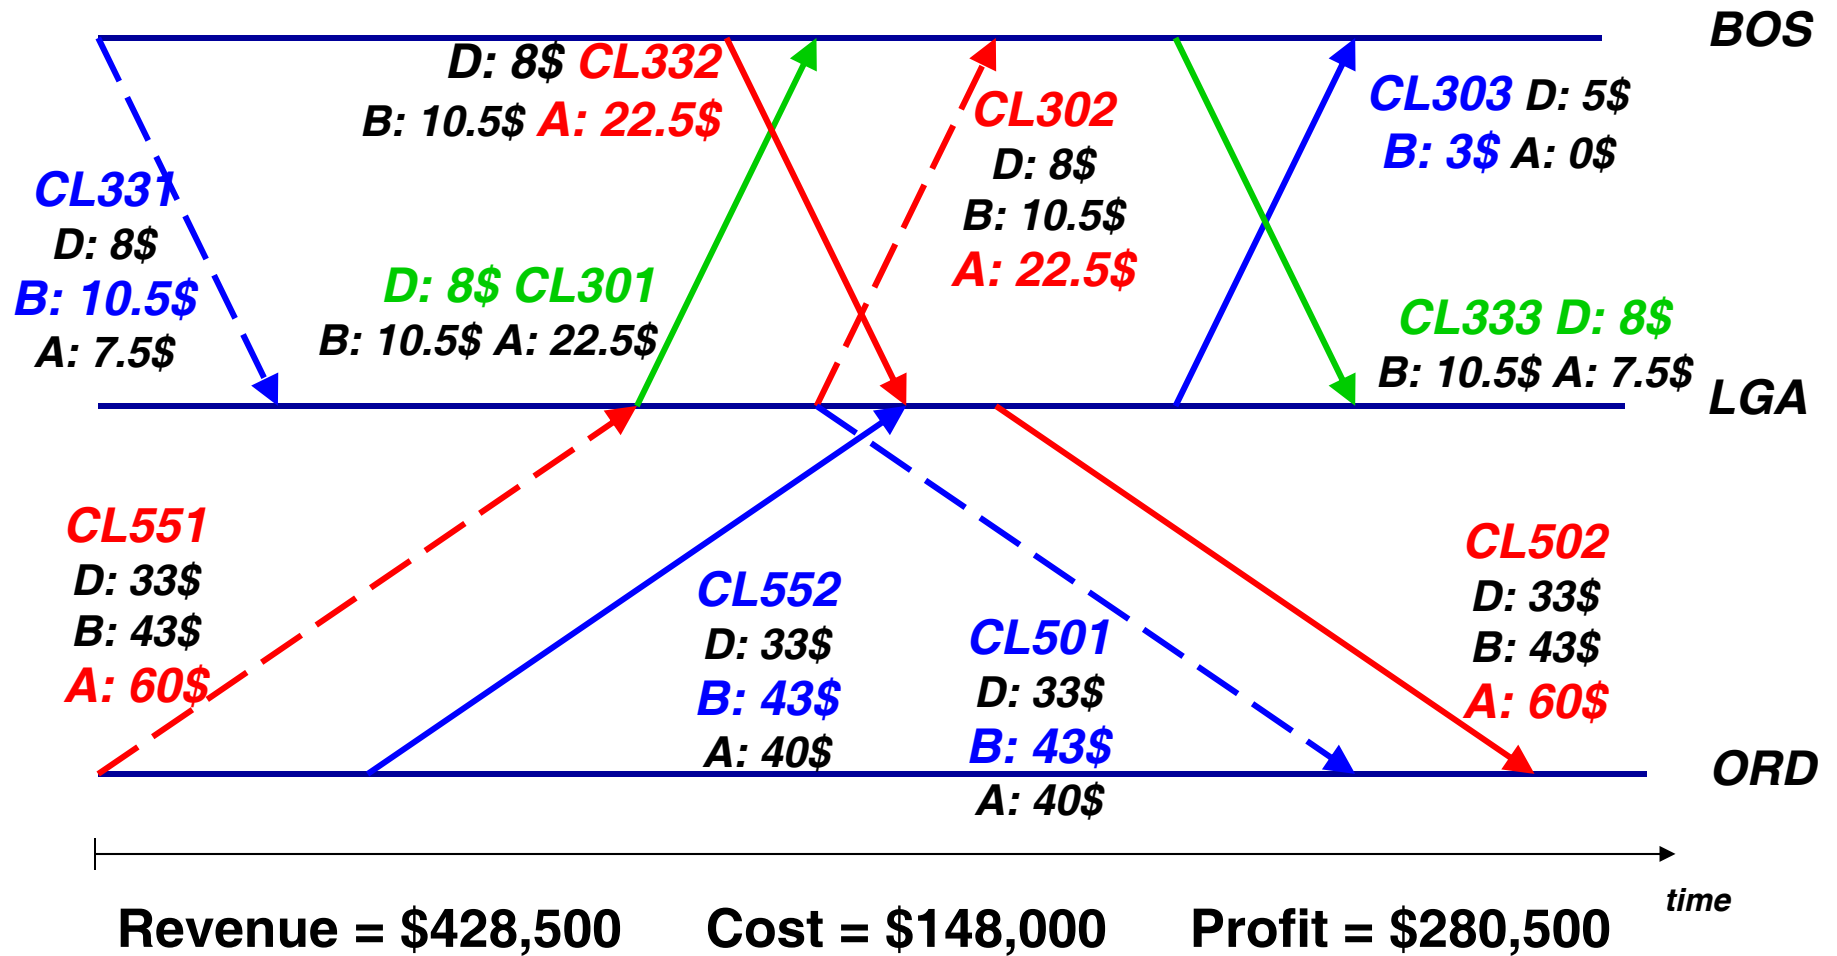 BOS
D: 8$ CL332
B: 10.5$ A: 22.5$
CL302
D: 8$
B: 10.5$
A: 22.5$
CL303 D: 5$
B: 3$ A: 0$
CL331
D: 8$
B: 10.5$
A: 7.5$
D: 8$ CL301
B: 10.5$ A: 22.5$
CL333 D: 8$
B: 10.5$ A: 7.5$
LGA
CL551
D: 33$
B: 43$
A: 60$
CL552
D: 33$
B: 43$
A: 40$
CL501
D: 33$
B: 43$
A: 40$
CL502
D: 33$
B: 43$
A: 60$
ORD
time
Revenue = $428,500 Cost = $148,000 Profit = $280,500